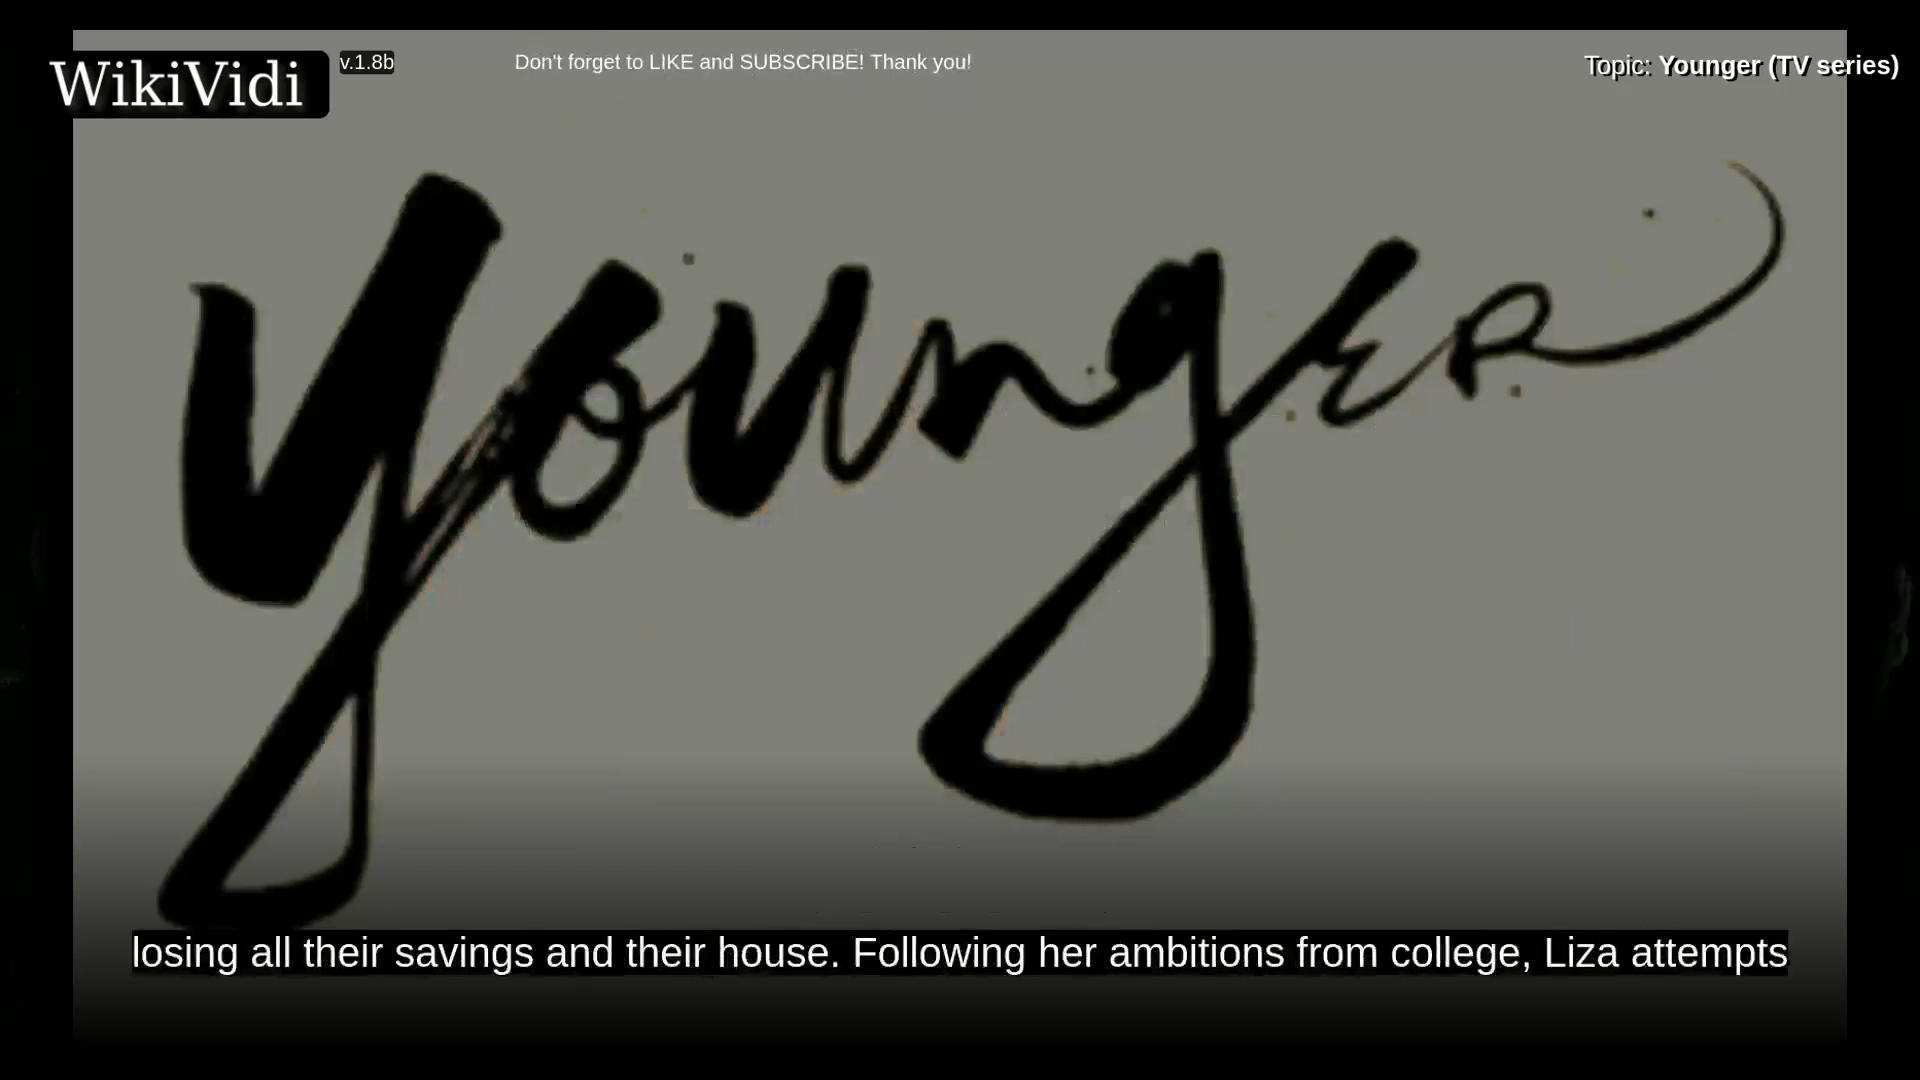 WikiVidi
v.1.8b
Don't forget to LIKE and SUBSCRIBE! Thank you!
Topic: Younger (TV series)
Younger
losing all their savings and their house. Following her ambitions from college, Liza attempts